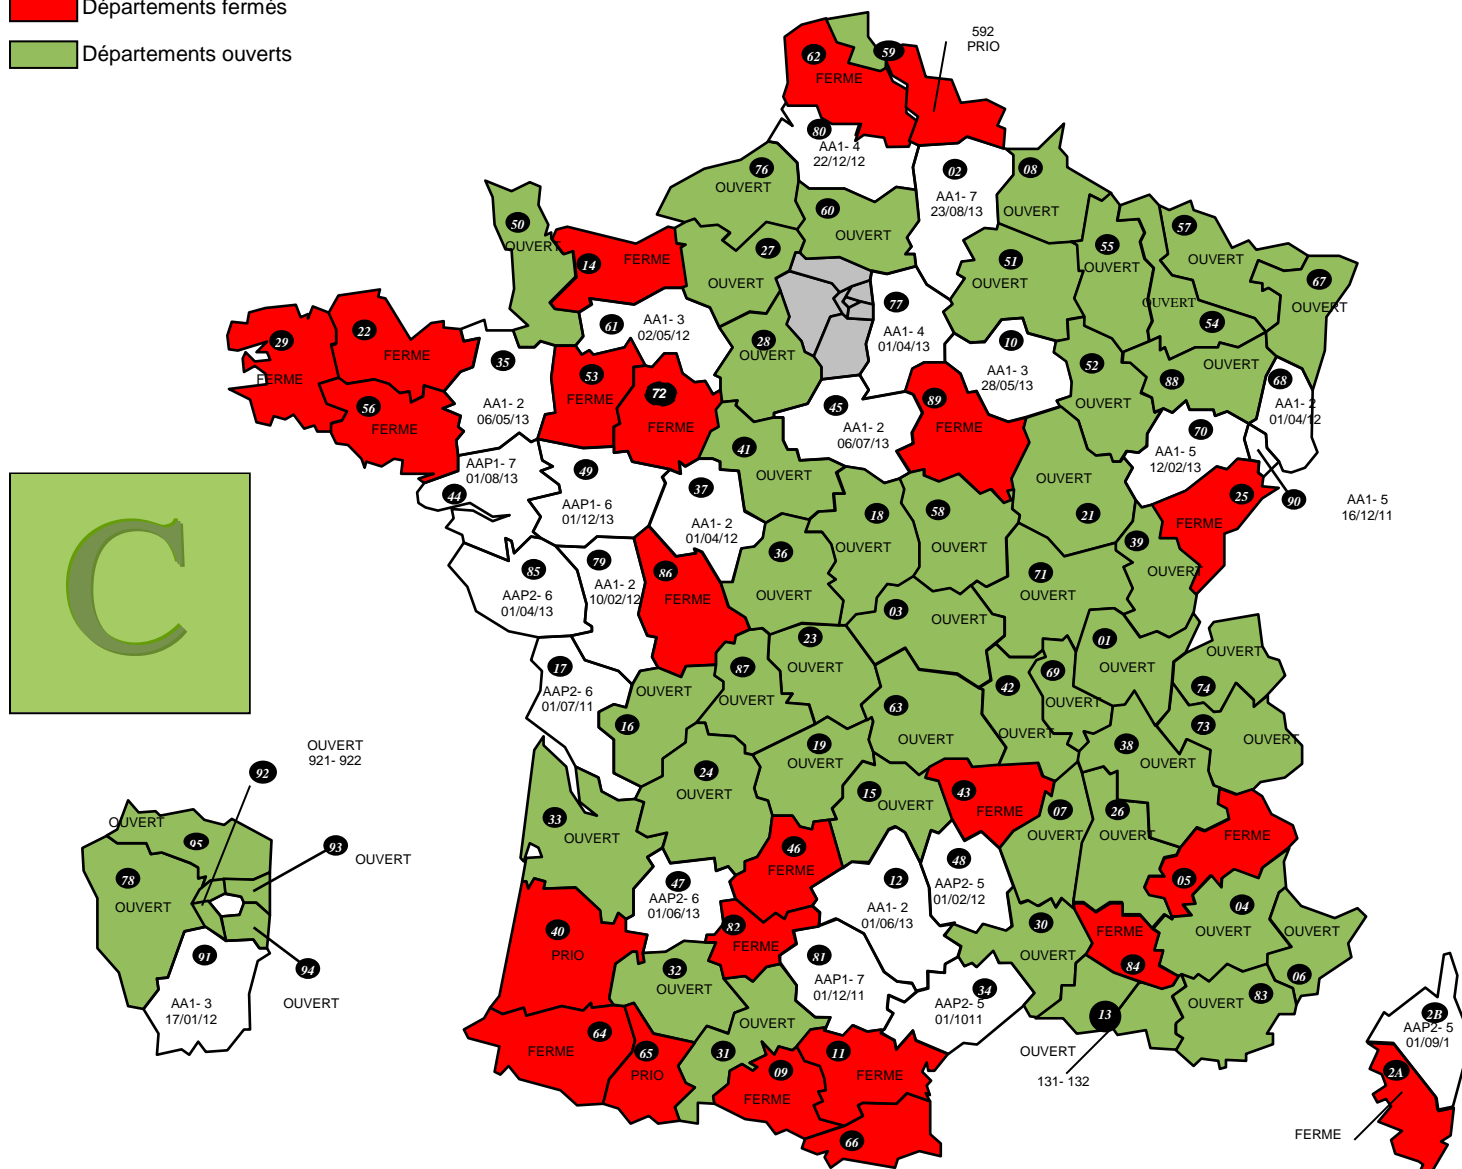 Départements fermés
Départements ouverts
592
PRIO
59
62
FERME
80
AA1- 4
22/12/12
76
OUVERT
02
AA1- 7
23/08/13
08
OUVERT
60
OUVERT
50
OUVERT
14
FERME
27
OUVERT
51
OUVERT
55
OUVERT
57
OUVERT
OUVERT
54
67
OUVERT
61
AA1- 3
02/05/12
28
OUVERT
77
AA1- 4
01/04/13
10
AA1- 3
28/05/13
52
OUVERT
88
OUVERT
68
AA1- 2
01/04/12
29
FERME
22
FERME
56
FERME
35
AA1- 2
06/05/13
53
FERME
72
FERME
45
AA1- 2
06/07/13
89
FERME
70
AA1- 5
12/02/13
25
FERME
90
AA1- 5
16/12/11
41
OUVERT
AAP1- 7
01/08/13
44
49
AAP1- 6
01/12/13
37
AA1- 2
01/04/12
18
OUVERT
58
OUVERT
OUVERT
21
39
OUVERT
C
85
AAP2- 6
01/04/13
79
AA1- 2
10/02/12
86
FERME
36
OUVERT
71
OUVERT
03
OUVERT
17
AAP2- 6
01/07/11
OUVERT
16
87
OUVERT
23
OUVERT
63
OUVERT
42
OUVERT
69
OUVERT
01
OUVERT
OUVERT
74
73
OUVERT
38
OUVERT
OUVERT
921- 922
92
OUVERT
95
93
OUVERT
78
OUVERT
91
AA1- 3
17/01/12
94
OUVERT
33
OUVERT
24
OUVERT
19
OUVERT
15
OUVERT
43
FERME
07
OUVERT
26
OUVERT
FERME
05
46
FERME
47
AAP2- 6
01/06/13
12
AA1- 2
01/06/13
48
AAP2- 5
01/02/12
40
PRIO
82
FERME
30
OUVERT
FERME
84
04
OUVERT
OUVERT
06
32
OUVERT
81
AAP1- 7
01/12/11
34
AAP2- 5
01/1011
13
OUVERT
131- 132
OUVERT
83
64
FERME
65
PRIO
OUVERT
31
09
FERME
11
FERME
66
2B
AAP2- 5
01/09/1
2A
FERME